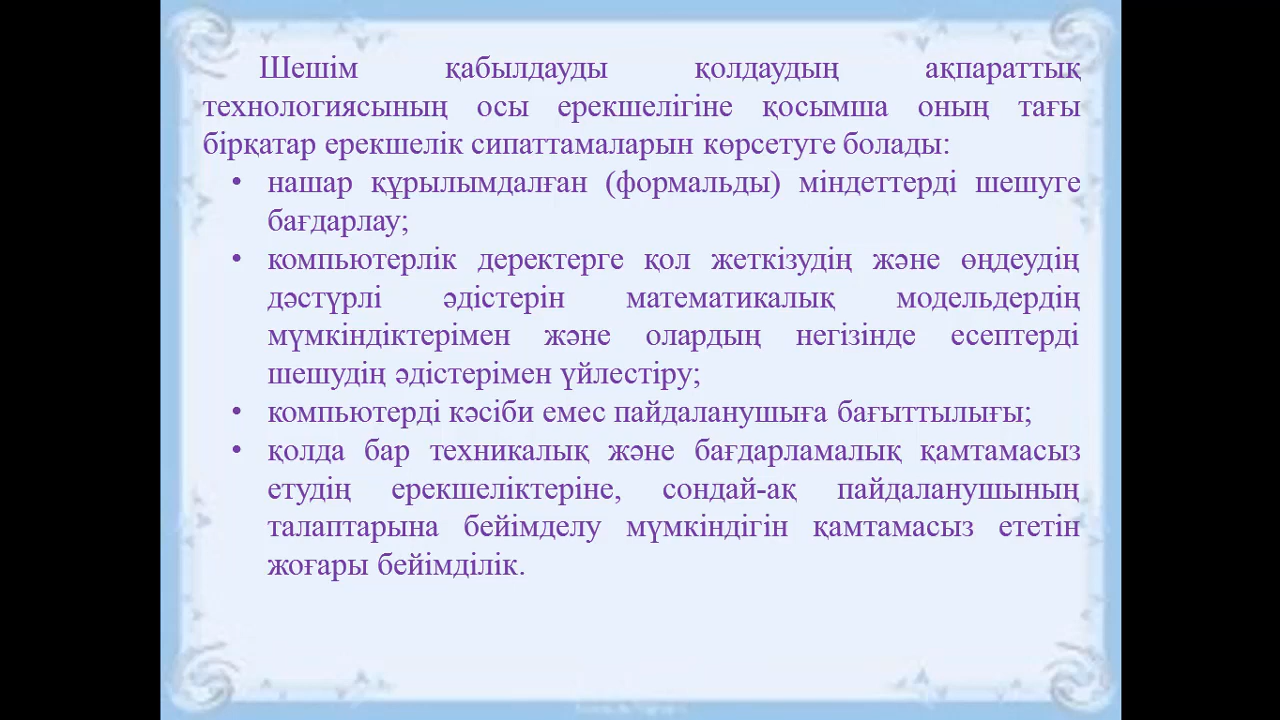 Шешім қабылдауды қолдаудың ақпараттық
технологиясының осы ерекшелігіне қосымша оның тағы
бірқатар ерекшелік сипаттамаларын көрсетуге болады:
• нашар құрылымдалған (формальды) міндеттерді шешуге
бағдарлау;
• компьютерлік деректерге қол жеткізудің және өңдеудің
дәстүрлі әдістерін математикалық модельдердің
мүмкіндіктерімен және олардың негізінде есептерді
шешудің әдістерімен үйлестіру;
• компьютерді кәсіби емес пайдаланушыға бағыттылығы;
• қолда бар техникалық және бағдарламалық қамтамасыз
етудің ерекшеліктеріне, сондай-ақ пайдаланушының
талаптарына бейімделу мүмкіндігін қамтамасыз ететін
жоғары бейімділік.